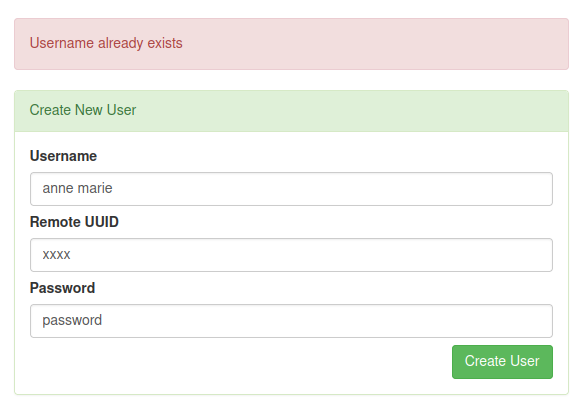 Username already exists
Create New User
Username
anne marie
Remote UUID
xxxx
Password
password
Create User